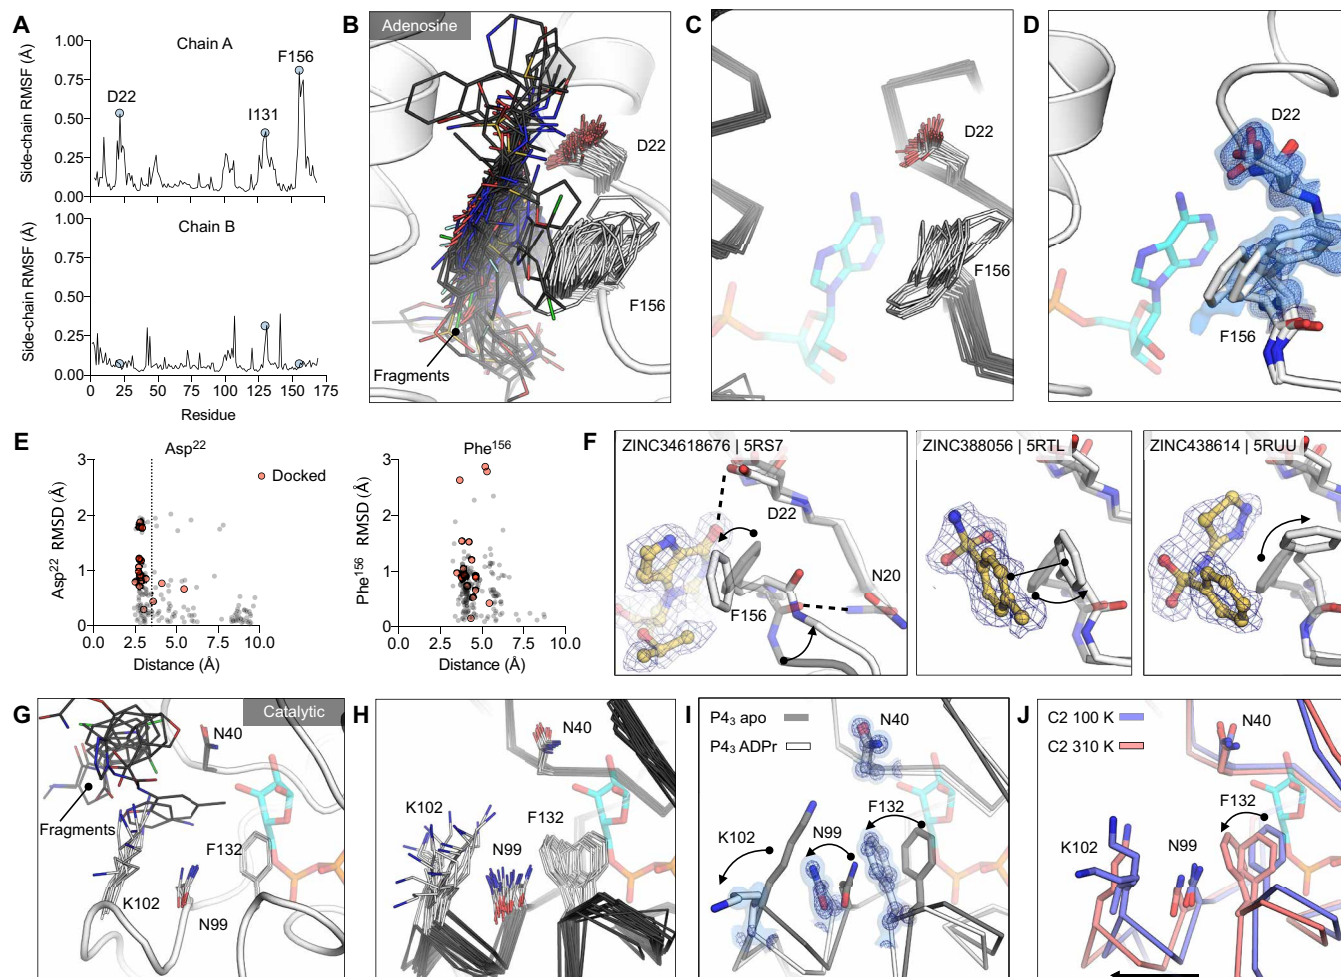 A
Chain A
Side-chain RMSF (Å)
1.00
0.75
0.50
0.25
0.00
D22
I131
F156
Chain B
Side-chain RMSF (Å)
1.00
0.75
0.50
0.25
0.00
0 25 50 75 100 125 150 175
Residue
B
Adenosine
D22
F156
Fragments
C
D22
F156
D
D22
F156
E
Asp22
Docked
Asp22 RMSD (Å)
3
2
1
0
0.0 2.5 5.0 7.5 10.0
Distance (Å)
Phe156
Phe156 RMSD (Å)
3
2
1
0
0.0 2.5 5.0 7.5 10.0
Distance (Å)
F
ZINC34618676 | 5RS7
D22
N20
F156
ZINC388056 | 5RTL
ZINC438614 | 5RUU
G
Catalytic
N40
Fragments
F132
K102
N99
H
N40
K102
F132
N99
I
P43 apo
P43 ADPr
N40
F132
K102
N99
J
C2 100 K
C2 310 K
N40
F132
K102
N99